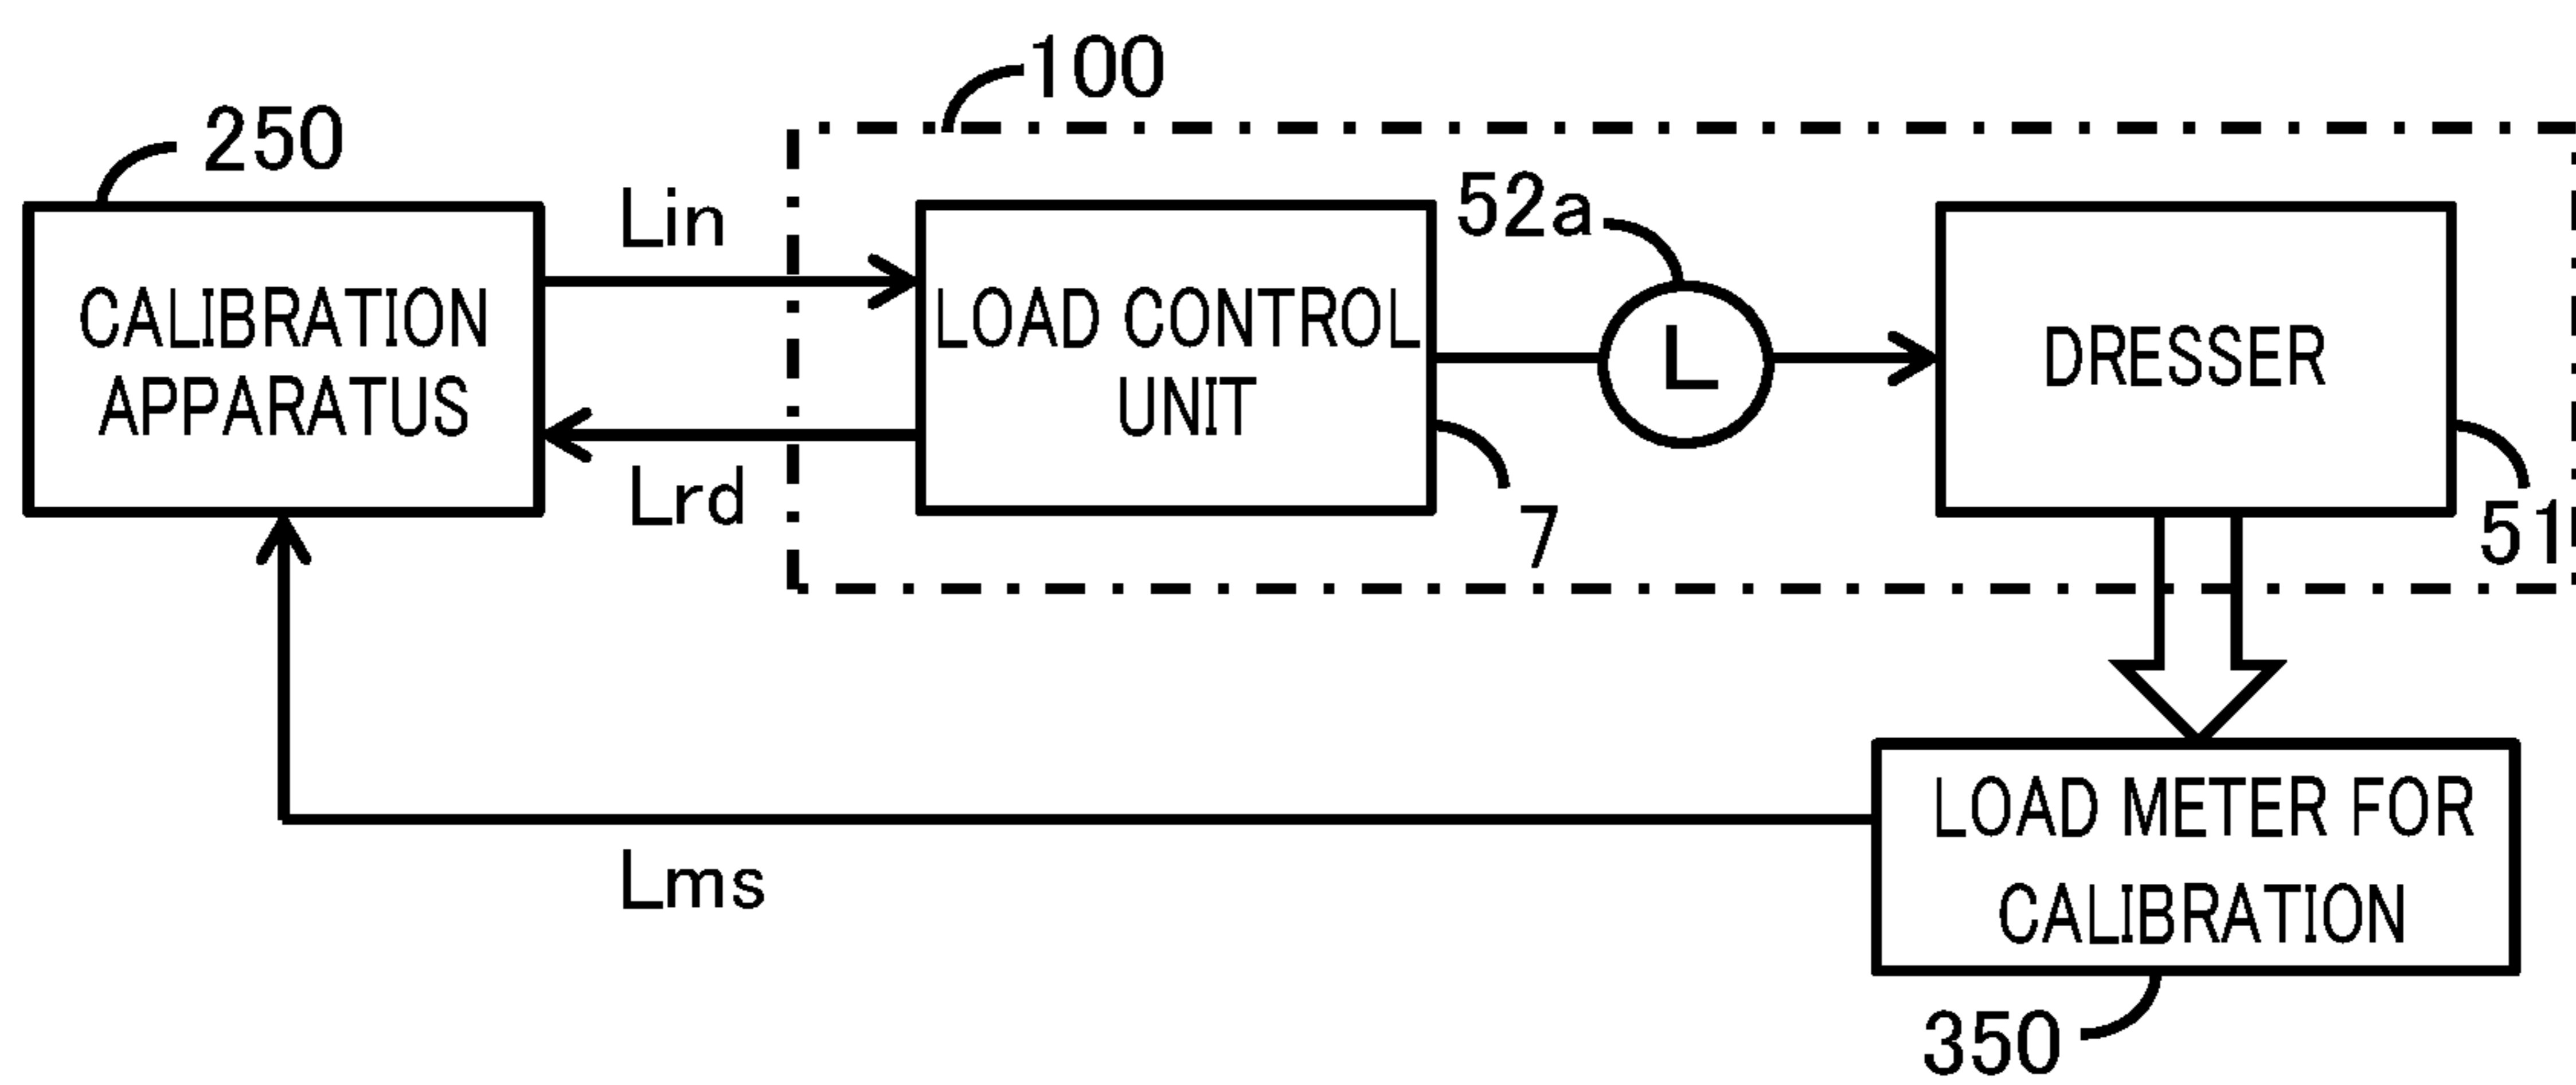 100
250
Lin
52a
CALIBRATION
APPARATUS
LOAD CONTROL
UNIT
L
DRESSER
Lrd
7
51
Lms
LOAD METER FOR
CALIBRATION
350